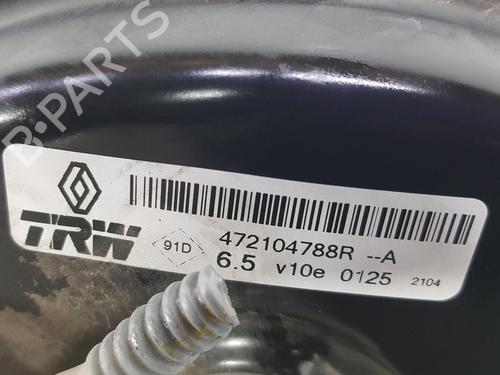 B·PARTS
TRW
91D
472104788R --A
6.5 v10e 0125 2104